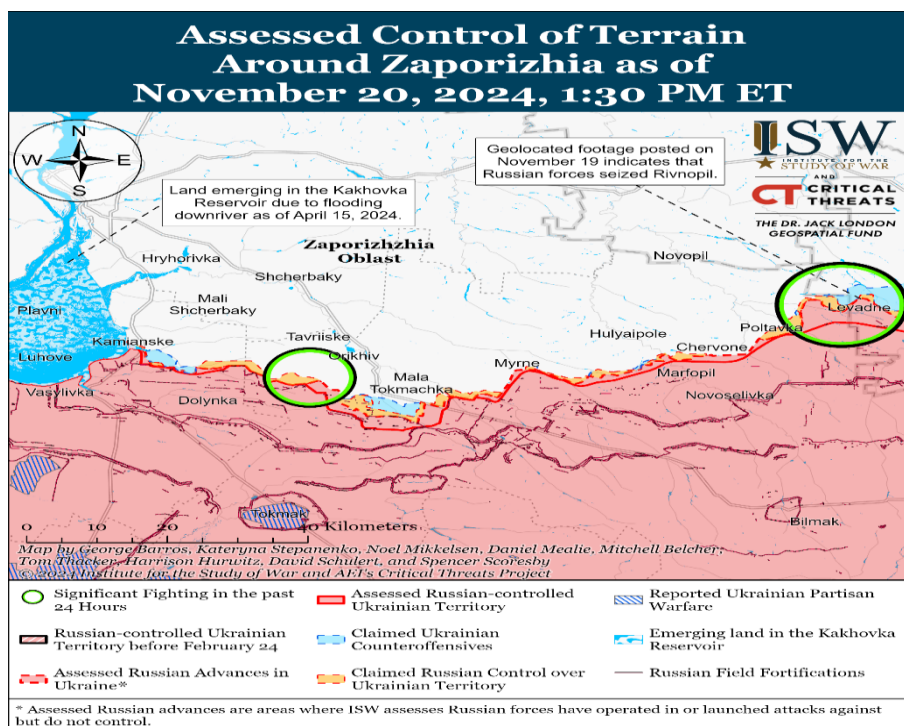 Assessed Control of Terrain
Around Zaporizhia as of
November 20, 2024, 1:30 PM ET
N
W E
S
Land emerging in the Kakhovka
Reservoir due to flooding
downriver as of April 15, 2024.
Geolocated footage posted on
November 19 indicates that
Russian forces seized Rivnopil.
ISW
INSTITUTE FOR THE
STUDY OF WAR
AND
CT CRITICAL
THREATS
THE DR. JACK LONDON
GEOSPATIAL FUND
Zaporizhzhia
Oblast
Hryhorivka
Shcherbaky
Novopil
Plavni
Mali
Shcherbaky
Levadne
Tavriiske
Hulyaipole
Poltavka
Kamianske
Orikhiv
Chervone
Luhove
Myrne
Mala
Tokmachka
Marfopil
Vasylivka
Dolynka
Novoselivka
Tokmak
Bilmak
0 10 20 40 Kilometers
Map by George Barros, Kateryna Stepanenko, Noel Mikkelsen, Daniel Mealie, Mitchell Belcher,
Tom Thacker, Harrison Hurwitz, David Schulert, and Spencer Scoresby
© 2024 Institute for the Study of War and AEI's Critical Threats Project
Significant Fighting in the past
24 Hours
Assessed Russian-controlled
Ukrainian Territory
Reported Ukrainian Partisan
Warfare
Russian-controlled Ukrainian
Territory before February 24
Claimed Ukrainian
Counteroffensives
Emerging land in the Kakhovka
Reservoir
Assessed Russian Advances in
Ukraine*
Claimed Russian Control over
Ukrainian Territory
Russian Field Fortifications
* Assessed Russian advances are areas where ISW assesses Russian forces have operated in or launched attacks against
but do not control.